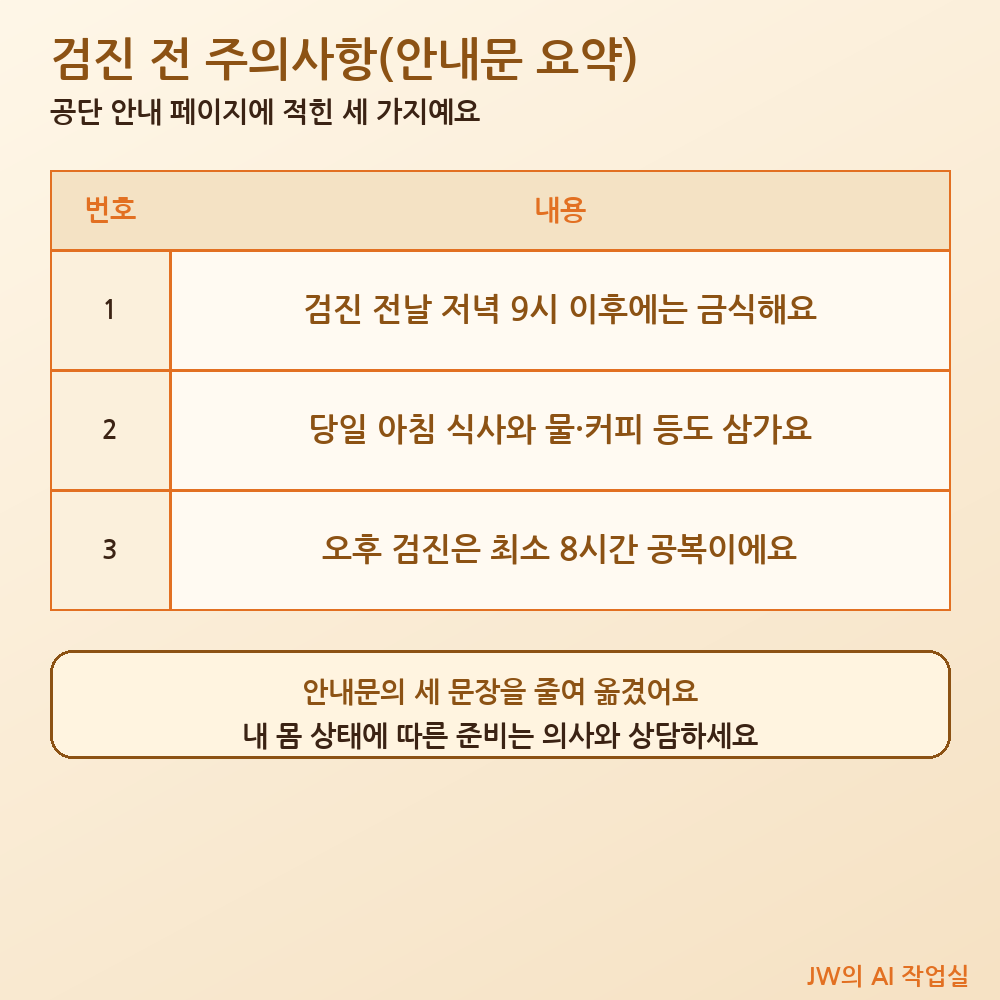 검진 전 주의사항(안내문 요약)
공단 안내 페이지에 적힌 세 가지예요
번호 내용
1 검진 전날 저녁 9시 이후에는 금식해요
2 당일 아침 식사와 물·커피 등도 삼가요
3 오후 검진은 최소 8시간 공복이에요
안내문의 세 문장을 줄여 옮겼어요
내 몸 상태에 따른 준비는 의사와 상담하세요
JW의 AI 작업실